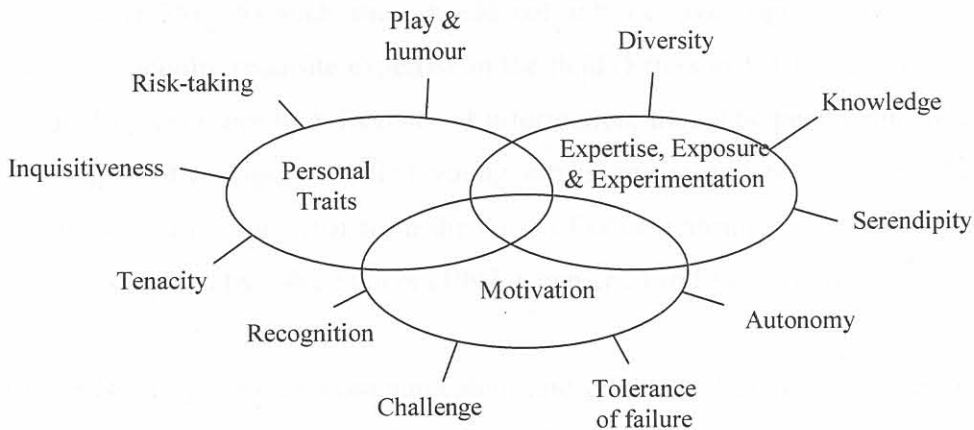 Play &
humour
Diversity
Risk-taking
Knowledge
Inquisitiveness
Personal
Traits
Expertise, Exposure
& Experimentation
Serendipity
Tenacity
Motivation
Recognition
Autonomy
Challenge
Tolerance
of failure